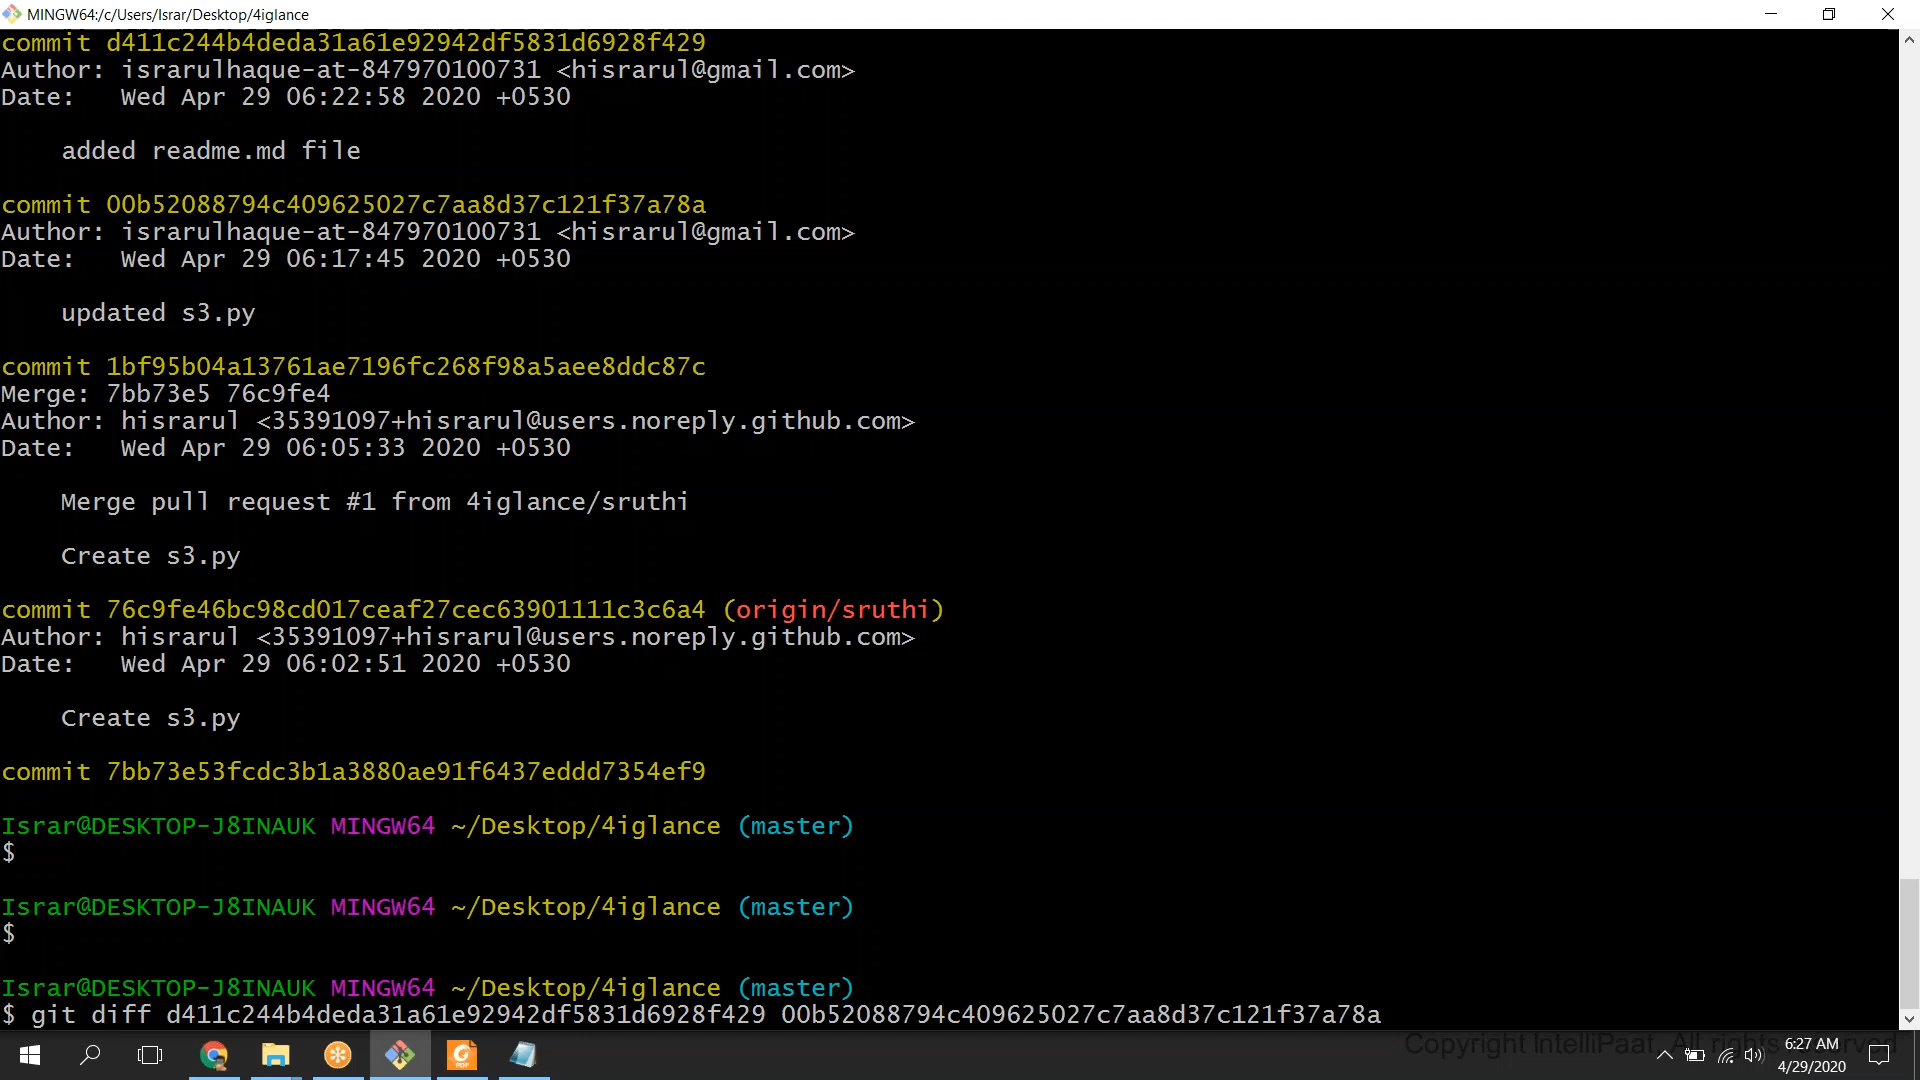 MINGW64:/c/Users/Israr/Desktop/4iglance
commit d411c244b4deda31a61e92942df5831d6928f429
Author: israrulhaque-at-847970100731 <hisrarul@gmail.com>
Date:   Wed Apr 29 06:22:58 2020 +0530
added readme.md file
commit 00b52088794c409625027c7aa8d37c121f37a78a
Author: israrulhaque-at-847970100731 <hisrarul@gmail.com>
Date:   Wed Apr 29 06:17:45 2020 +0530
updated s3.py
commit 1bf95b04a13761ae7196fc268f98a5aee8ddc87c
Merge: 7bb73e5 76c9fe4
Author: hisrarul <35391097+hisrarul@users.noreply.github.com>
Date:   Wed Apr 29 06:05:33 2020 +0530
Merge pull request #1 from 4iglance/sruthi
Create s3.py
commit 76c9fe46bc98cd017ceaf27cec63901111c3c6a4 (origin/sruthi)
Author: hisrarul <35391097+hisrarul@users.noreply.github.com>
Date:   Wed Apr 29 06:02:51 2020 +0530
Create s3.py
commit 7bb73e53fcdc3b1a3880ae91f6437eddd7354ef9
Israr@DESKTOP-J8INAUK MINGW64 ~/Desktop/4iglance (master)
$
Israr@DESKTOP-J8INAUK MINGW64 ~/Desktop/4iglance (master)
$
Israr@DESKTOP-J8INAUK MINGW64 ~/Desktop/4iglance (master)
$ git diff d411c244b4deda31a61e92942df5831d6928f429 00b52088794c409625027c7aa8d37c121f37a78a
Copyright IntelliPaat, All rights reserved
6:27 AM
4/29/2020